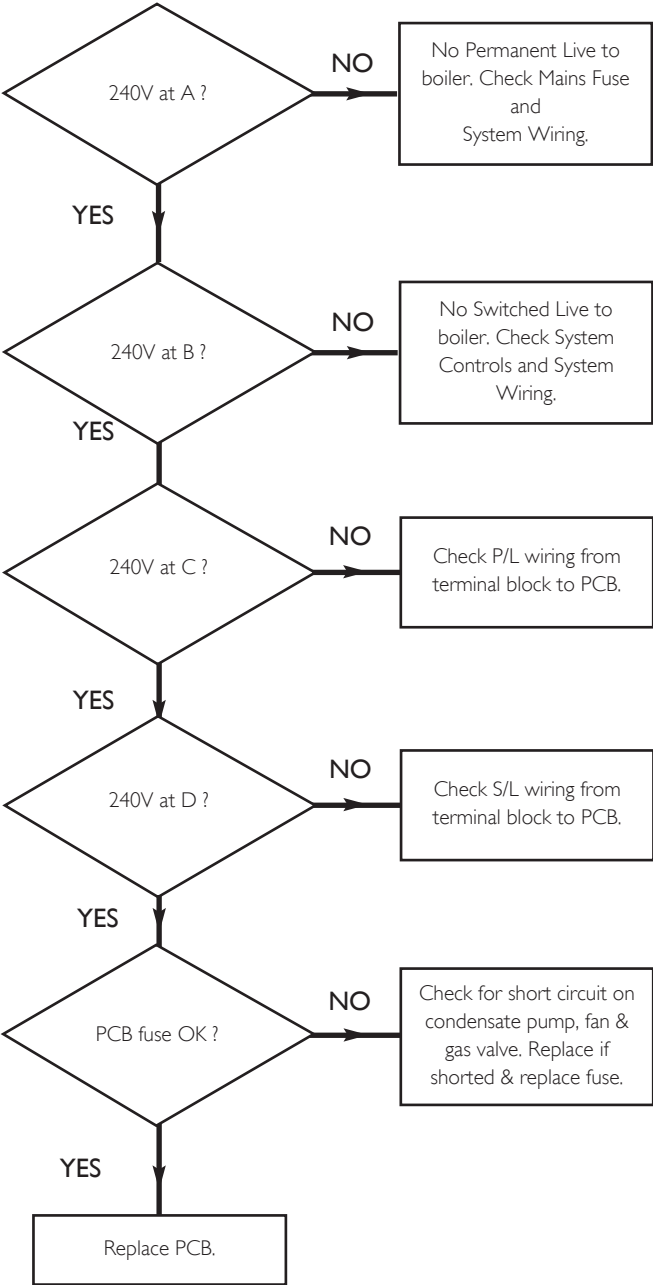 240V at A ?
NO
No Permanent Live to
boiler. Check Mains Fuse
and
System Wiring.
YES
240V at B ?
NO
No Switched Live to
boiler. Check System
Controls and System
Wiring.
YES
240V at C ?
NO
Check P/L wiring from
terminal block to PCB.
YES
240V at D ?
NO
Check S/L wiring from
terminal block to PCB.
YES
PCB fuse OK ?
NO
Check for short circuit on
condensate pump, fan &
gas valve. Replace if
shorted & replace fuse.
YES
Replace PCB.